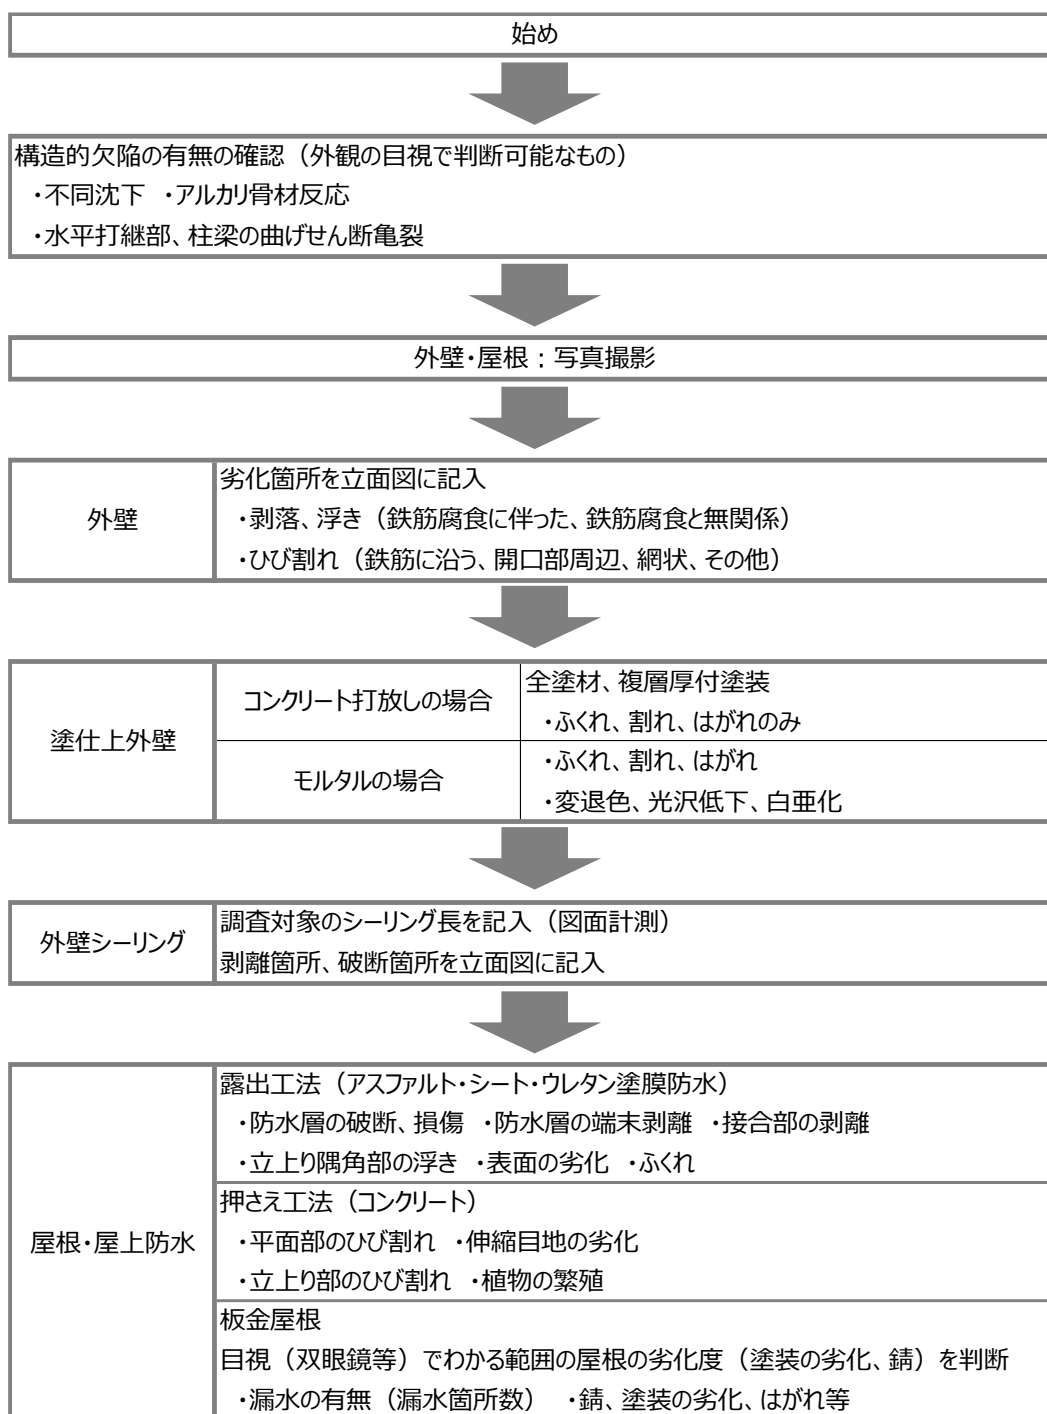 始め
構造的欠陥の有無の確認（外観の目視で判断可能なもの）
・不同沈下　・アルカリ骨材反応
・水平打継部、柱梁の曲げせん断亀裂
外壁・屋根：写真撮影
外壁
劣化箇所を立面図に記入
・剥落、浮き（鉄筋腐食に伴った、鉄筋腐食と無関係）
・ひび割れ（鉄筋に沿う、開口部周辺、網状、その他）
塗仕上外壁
コンクリート打放しの場合
全塗材、複層厚付塗装
・ふくれ、割れ、はがれのみ
モルタルの場合
・ふくれ、割れ、はがれ
・変退色、光沢低下、白亜化
外壁シーリング
調査対象のシーリング長を記入（図面計測）
剥離箇所、破断箇所を立面図に記入
屋根・屋上防水
露出工法（アスファルト・シート・ウレタン塗膜防水）
・防水層の破断、損傷　・防水層の端末剥離　・接合部の剥離
・立上り隅角部の浮き　・表面の劣化　・ふくれ
押さえ工法（コンクリート）
・平面部のひび割れ　・伸縮目地の劣化
・立上り部のひび割れ　・植物の繁殖
板金屋根
目視（双眼鏡等）でわかる範囲の屋根の劣化度（塗装の劣化、錆）を判断
・漏水の有無（漏水箇所数）　・錆、塗装の劣化、はがれ等